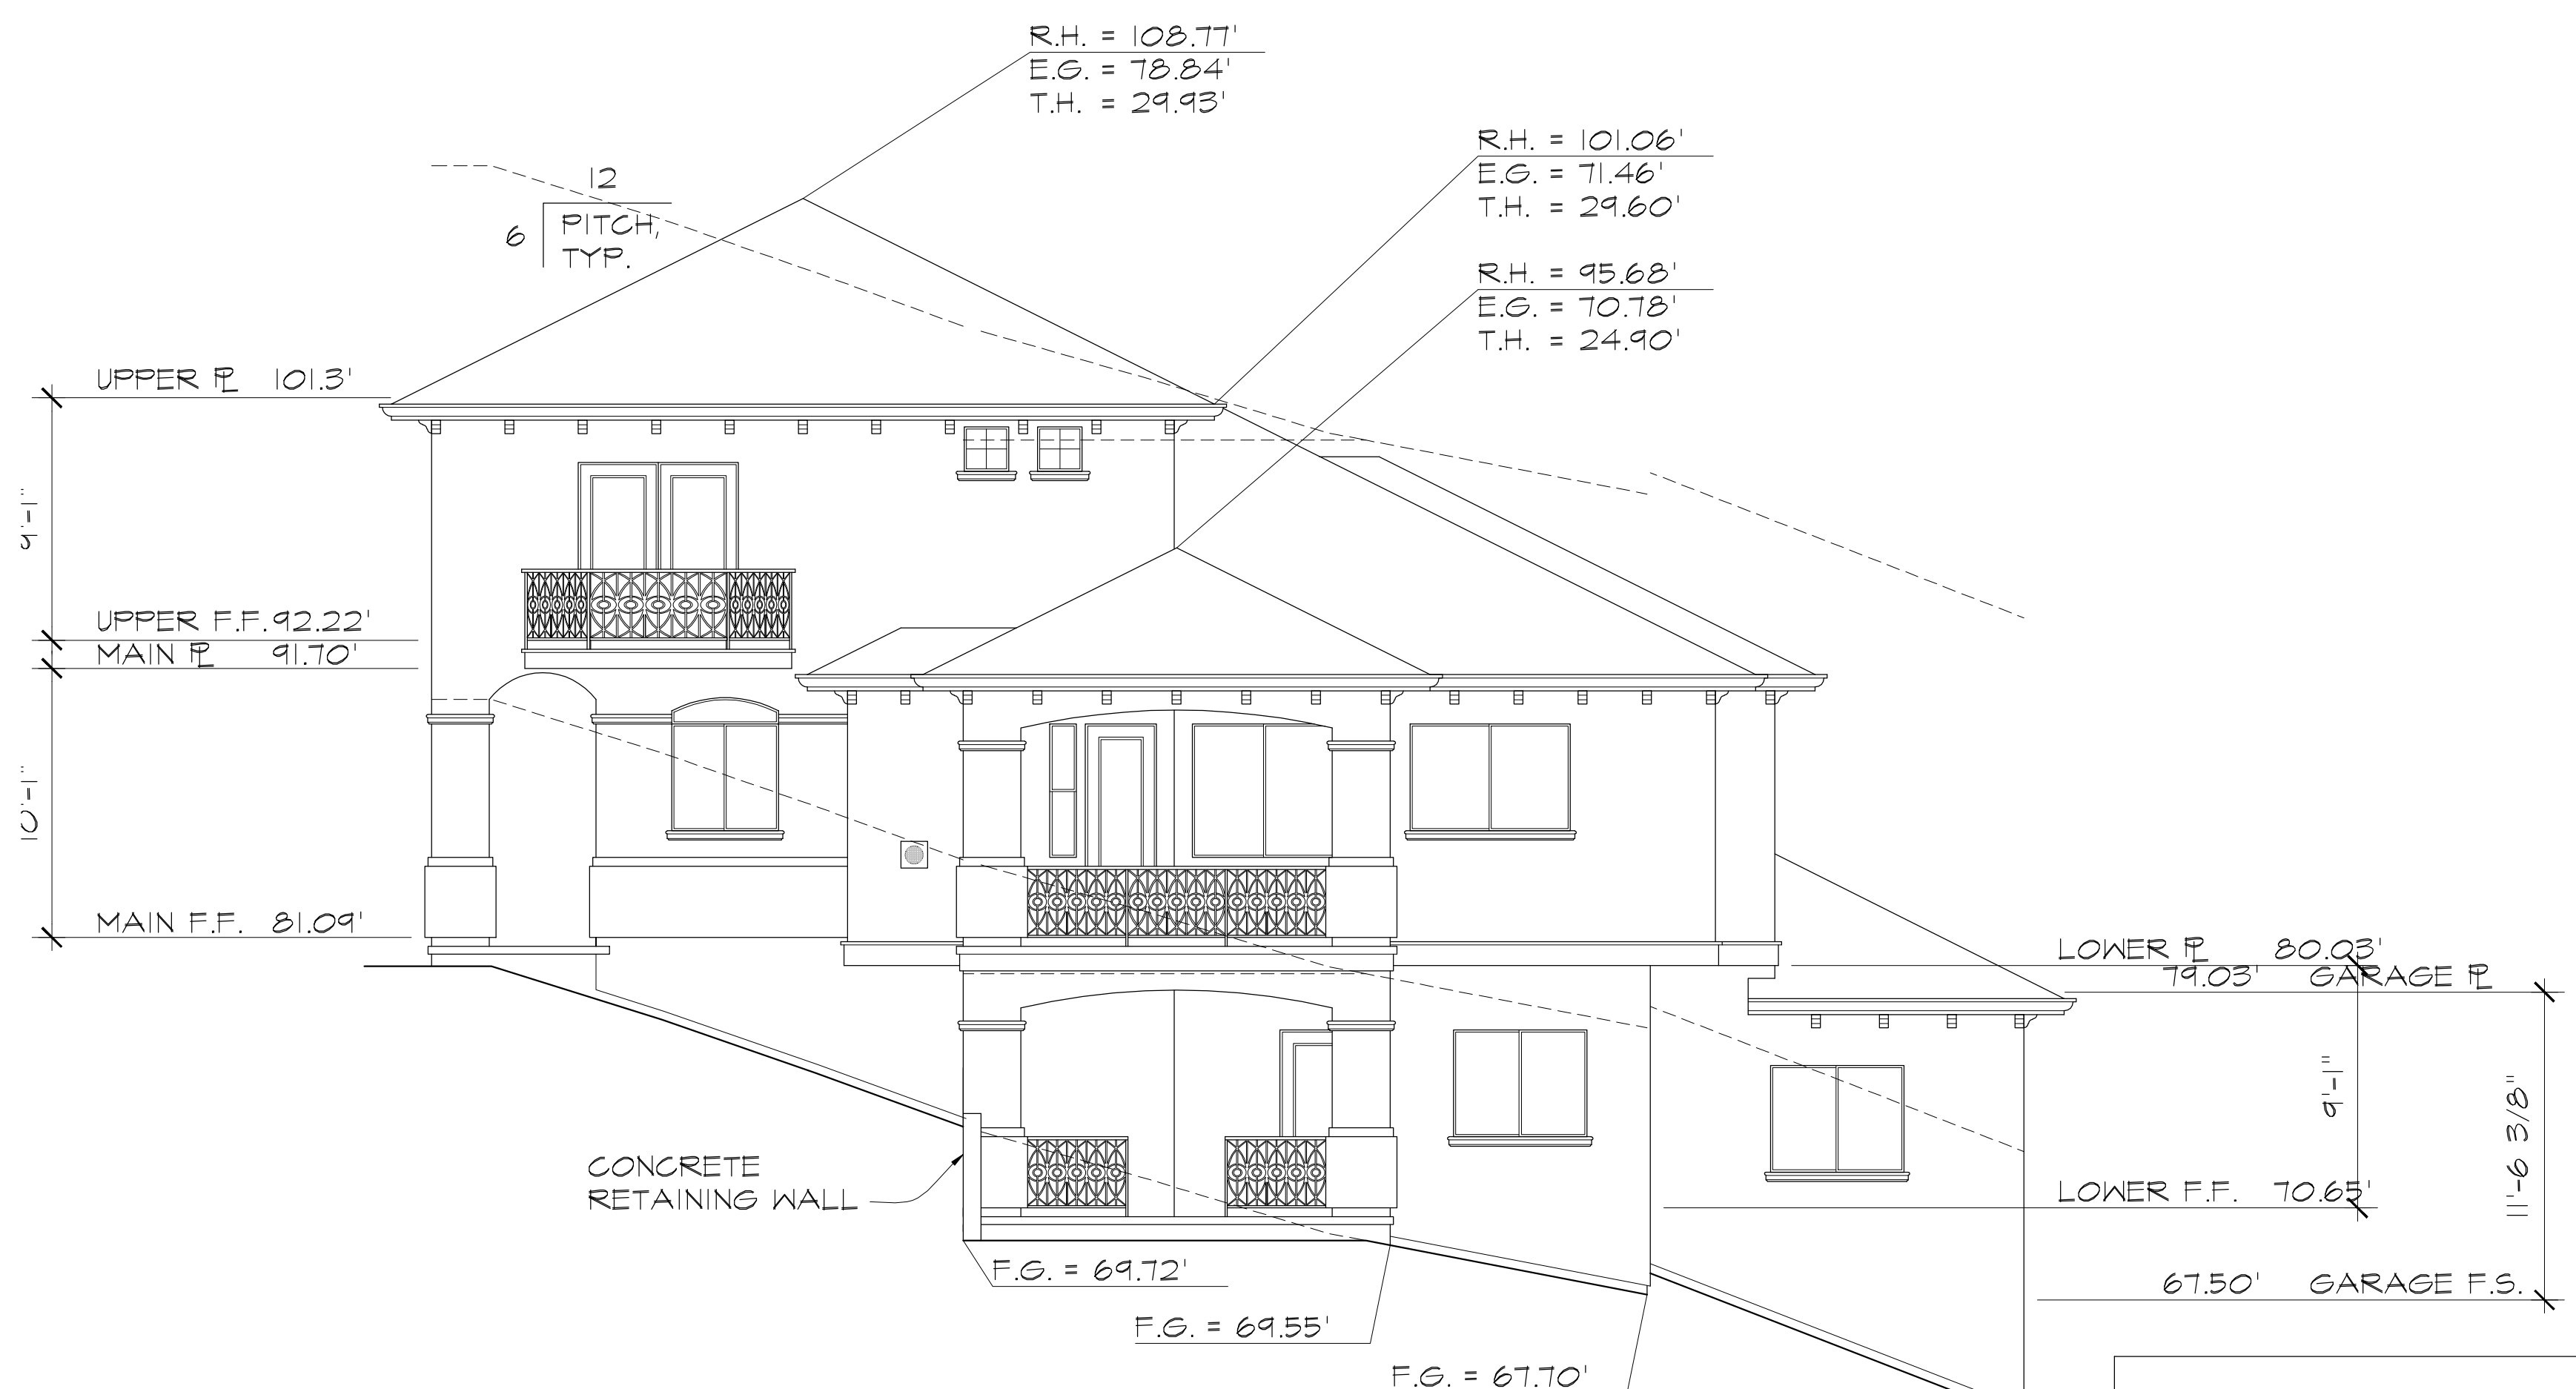 R.H. = 108.77'
E.G. = 78.84'
T.H. = 29.93'
R.H. = 101.06'
E.G. = 71.46'
T.H. = 29.60'
12
6
PITCH,
TYP.
R.H. = 95.68'
E.G. = 70.78'
T.H. = 24.90'
UPPER PL 101.3'
9'-1"
UPPER F.F. 92.22'
MAIN PL 91.70'
10'-1"
MAIN F.F. 81.09'
LOWER PL 80.03'
79.03' GARAGE PL
9'-1"
11'-6 3/8"
CONCRETE
RETAINING WALL
LOWER F.F. 70.65'
F.G. = 69.72'
67.50' GARAGE F.S.
F.G. = 69.55'
F.G. = 67.70'